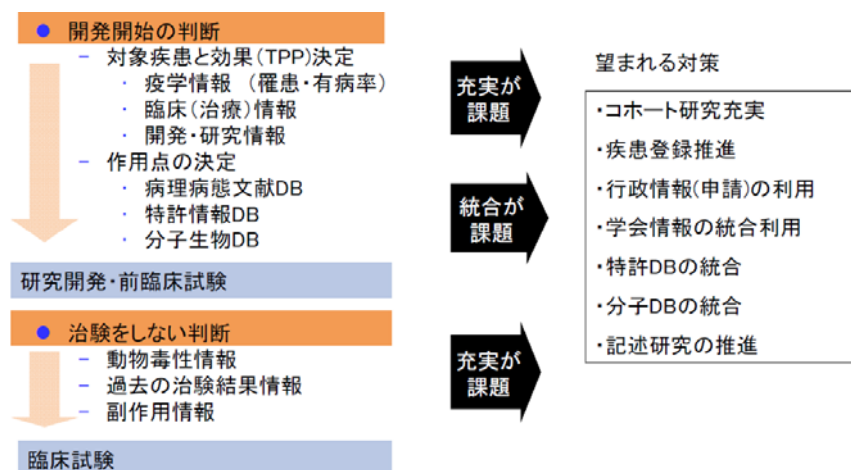 ● 開発開始の判断
− 対象疾患と効果(TPP)決定
・ 疫学情報 (罹患・有病率)
・ 臨床(治療)情報
・ 開発・研究情報
− 作用点の決定
・ 病理病態文献DB
・ 特許情報DB
・ 分子生物DB
研究開発・前臨床試験
● 治験をしない判断
− 動物毒性情報
− 過去の治験結果情報
− 副作用情報
臨床試験
充実が
課題
統合が
課題
充実が
課題
望まれる対策
・コホート研究充実
・疾患登録推進
・行政情報(申請)の利用
・学会情報の統合利用
・特許DBの統合
・分子DBの統合
・記述研究の推進